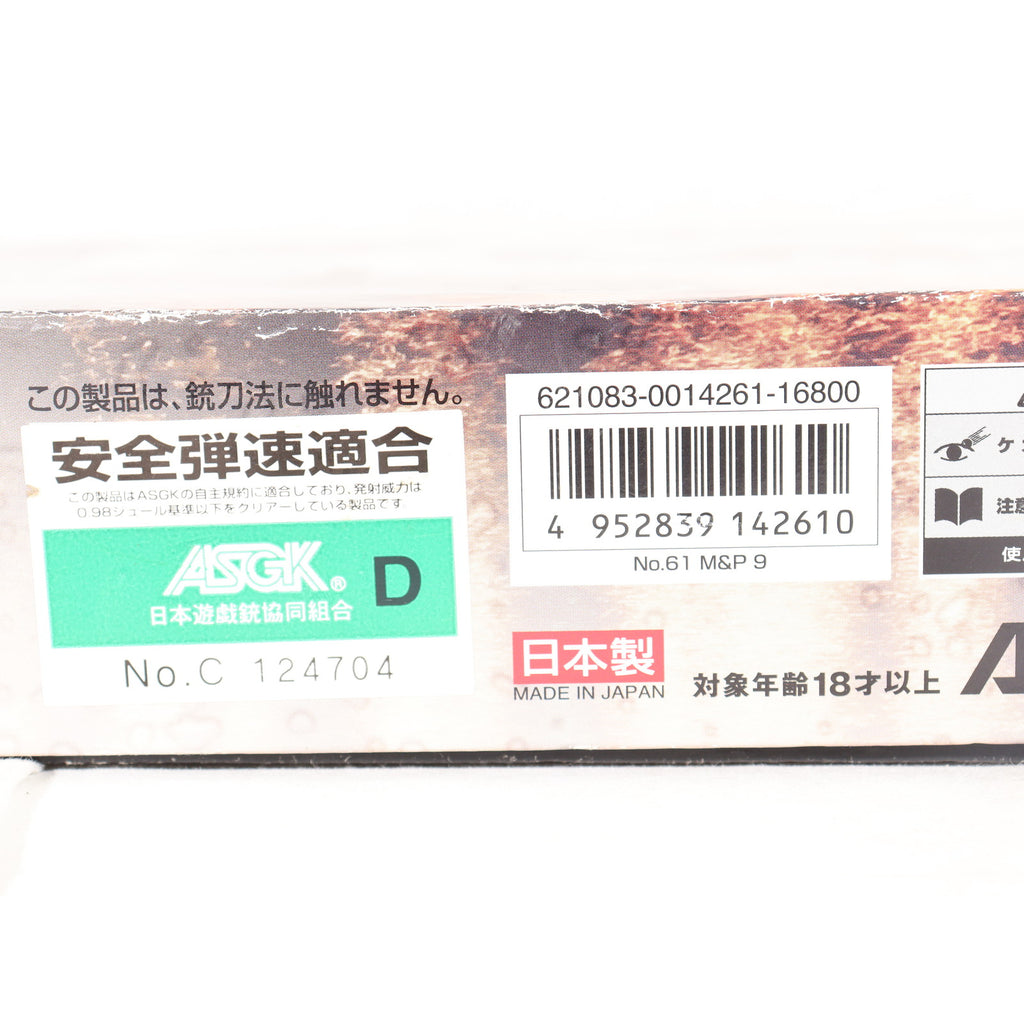 この製品は、銃刀法に触れません。
安全弾速適合
この製品はASGKの自主規約に適合しており、発射威力は
0.98ジュール基準以下をクリアーしている製品です
ASGK® D
日本遊戯銃協同組合
No.C 124704
621083-0014261-16800
4 952839 142610
No.61 M&P 9
日本製
MADE IN JAPAN
対象年齢18才以上
ケ
注意
使